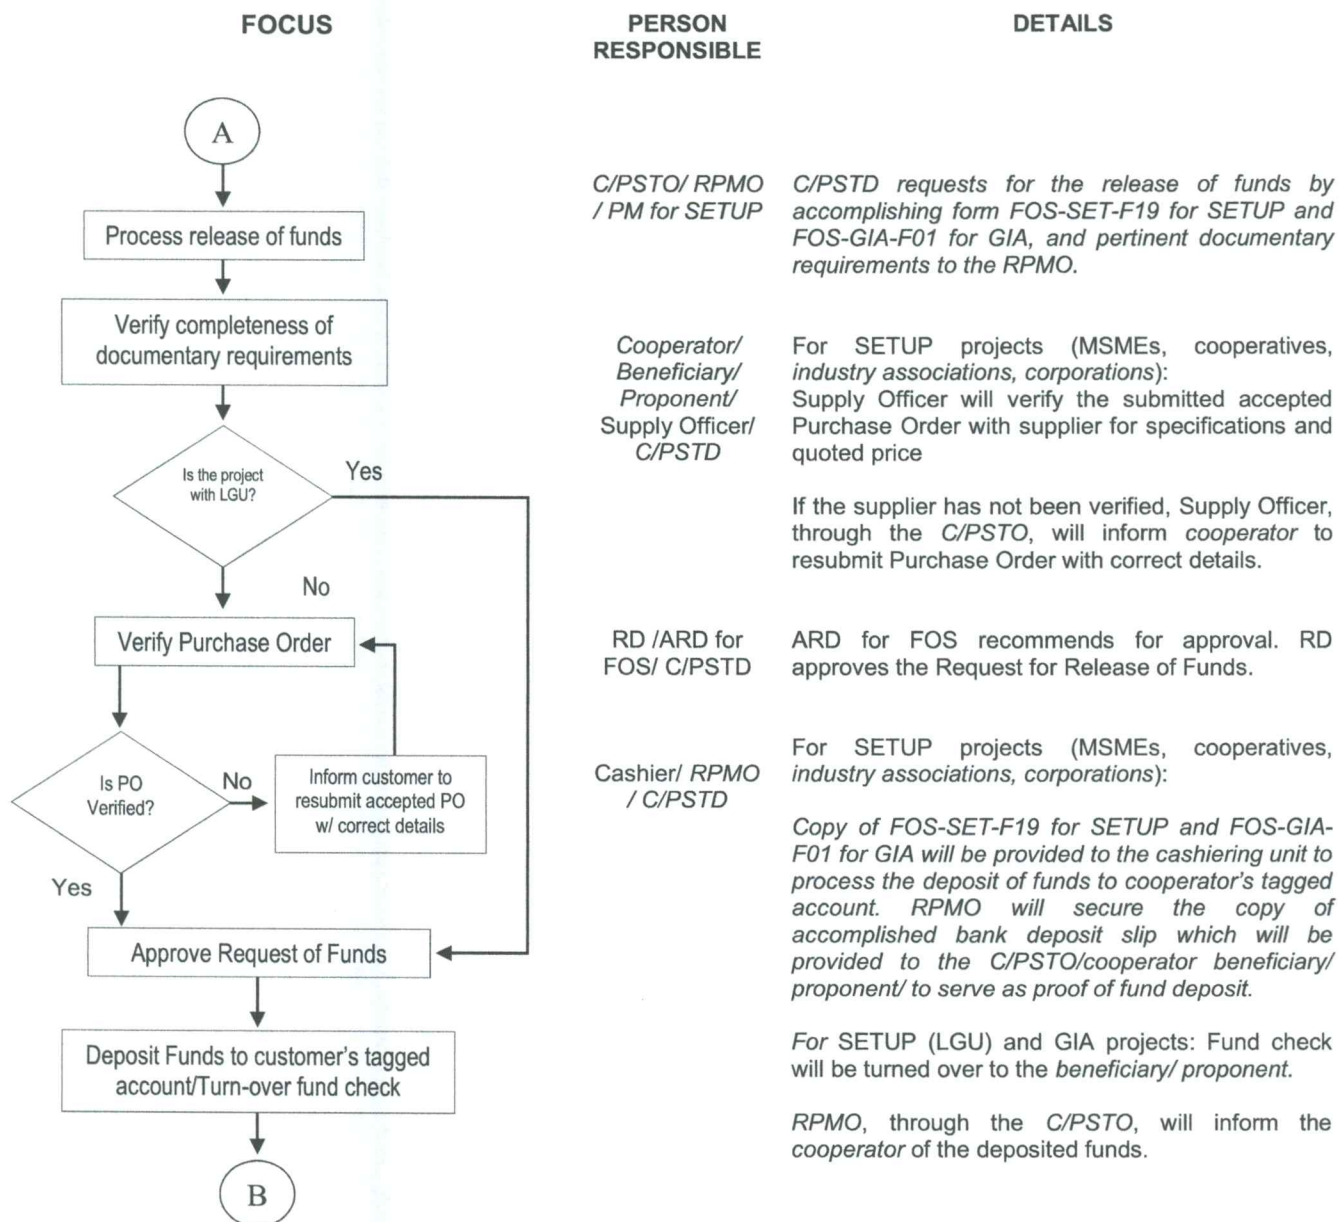 FOCUS
PERSON
RESPONSIBLE
DETAILS
A
Process release of funds
Verify completeness of
documentary requirements
Is the project
with LGU?
Yes
No
Verify Purchase Order
Is PO
Verified?
No
Inform customer to
resubmit accepted PO
w/ correct details
Yes
Approve Request of Funds
Deposit Funds to customer's tagged
account/Turn-over fund check
B
C/PSTO/ RPMO
/ PM for SETUP
C/PSTD requests for the release of funds by
accomplishing form FOS-SET-F19 for SETUP and
FOS-GIA-F01 for GIA, and pertinent documentary
requirements to the RPMO.
Cooperator/
Beneficiary/
Proponent/
Supply Officer/
C/PSTD
For SETUP projects (MSMEs, cooperatives,
industry associations, corporations):
Supply Officer will verify the submitted accepted
Purchase Order with supplier for specifications and
quoted price
If the supplier has not been verified, Supply Officer,
through the C/PSTO, will inform cooperator to
resubmit Purchase Order with correct details.
RD /ARD for
FOS/ C/PSTD
ARD for FOS recommends for approval. RD
approves the Request for Release of Funds.
Cashier/ RPMO
/ C/PSTD
For SETUP projects (MSMEs, cooperatives,
industry associations, corporations):
Copy of FOS-SET-F19 for SETUP and FOS-GIA-
F01 for GIA will be provided to the cashiering unit to
process the deposit of funds to cooperator's tagged
account. RPMO will secure the copy of
accomplished bank deposit slip which will be
provided to the C/PSTO/cooperator beneficiary/
proponent/ to serve as proof of fund deposit.
For SETUP (LGU) and GIA projects: Fund check
will be turned over to the beneficiary/ proponent.
RPMO, through the C/PSTO, will inform the
cooperator of the deposited funds.